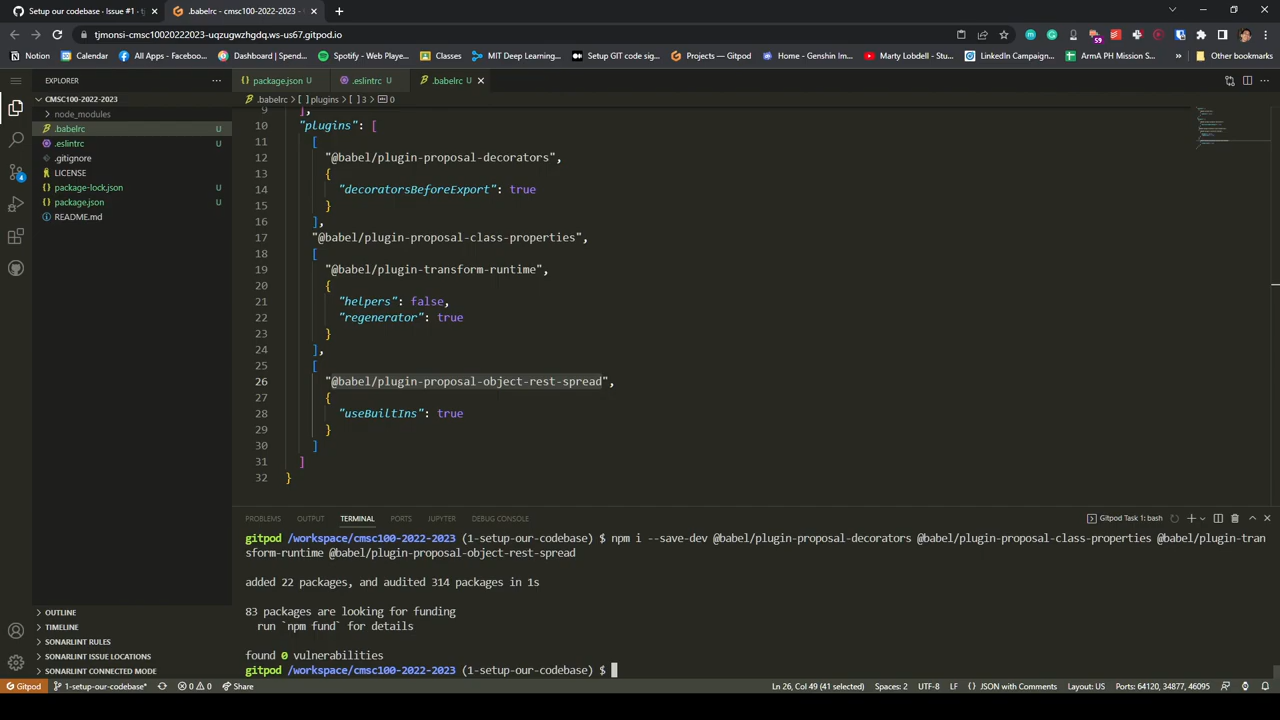 Setup our codebase · Issue #1 · tj
.babelrc - cmsc100-2022-2023 -
tjmonsi-cmsc10020222023-uqzugwzhgdq.ws-us67.gitpod.io
59
Notion
Calendar
All Apps – Facebook...
Dashboard | Spendee
Spotify – Web Playe...
Classes
MIT Deep Learning...
Setup GIT code sig...
Projects — Gitpod
Home - Genshin Im...
Marty Lobdell - Stu...
LinkedIn Campaign...
ArmA PH Mission S...
Other bookmarks
EXPLORER
package.json U
.eslintrc U
.babelrc U
CMSC100-2022-2023
.babelrc > [ ] plugins > [ ] 3 > 0
node_modules
.babelrc U
.eslintrc U
.gitignore
LICENSE
package-lock.json U
package.json U
README.md
4
9 ],
10 "plugins": [
11 [
12 "@babel/plugin-proposal-decorators",
13 {
14 "decoratorsBeforeExport": true
15 }
16 ],
17 "@babel/plugin-proposal-class-properties",
18 [
19 "@babel/plugin-transform-runtime",
20 {
21 "helpers": false,
22 "regenerator": true
23 }
24 ],
25 [
26 "@babel/plugin-proposal-object-rest-spread",
27 {
28 "useBuiltIns": true
29 }
30 ]
31 ]
32 }
PROBLEMS OUTPUT TERMINAL PORTS JUPYTER DEBUG CONSOLE
Gitpod Task 1: bash
gitpod /workspace/cmsc100-2022-2023 (1-setup-our-codebase) $ npm i --save-dev @babel/plugin-proposal-decorators @babel/plugin-proposal-class-properties @babel/plugin-tran
sform-runtime @babel/plugin-proposal-object-rest-spread
added 22 packages, and audited 314 packages in 1s
83 packages are looking for funding
run `npm fund` for details
found 0 vulnerabilities
gitpod /workspace/cmsc100-2022-2023 (1-setup-our-codebase) $
OUTLINE
TIMELINE
SONARLINT RULES
SONARLINT ISSUE LOCATIONS
SONARLINT CONNECTED MODE
Gitpod
1-setup-our-codebase*
0 0
Share
Ln 26, Col 49 (41 selected)
Spaces: 2
UTF-8
LF
{ } JSON with Comments
Layout: US
Ports: 64120, 34877, 46095